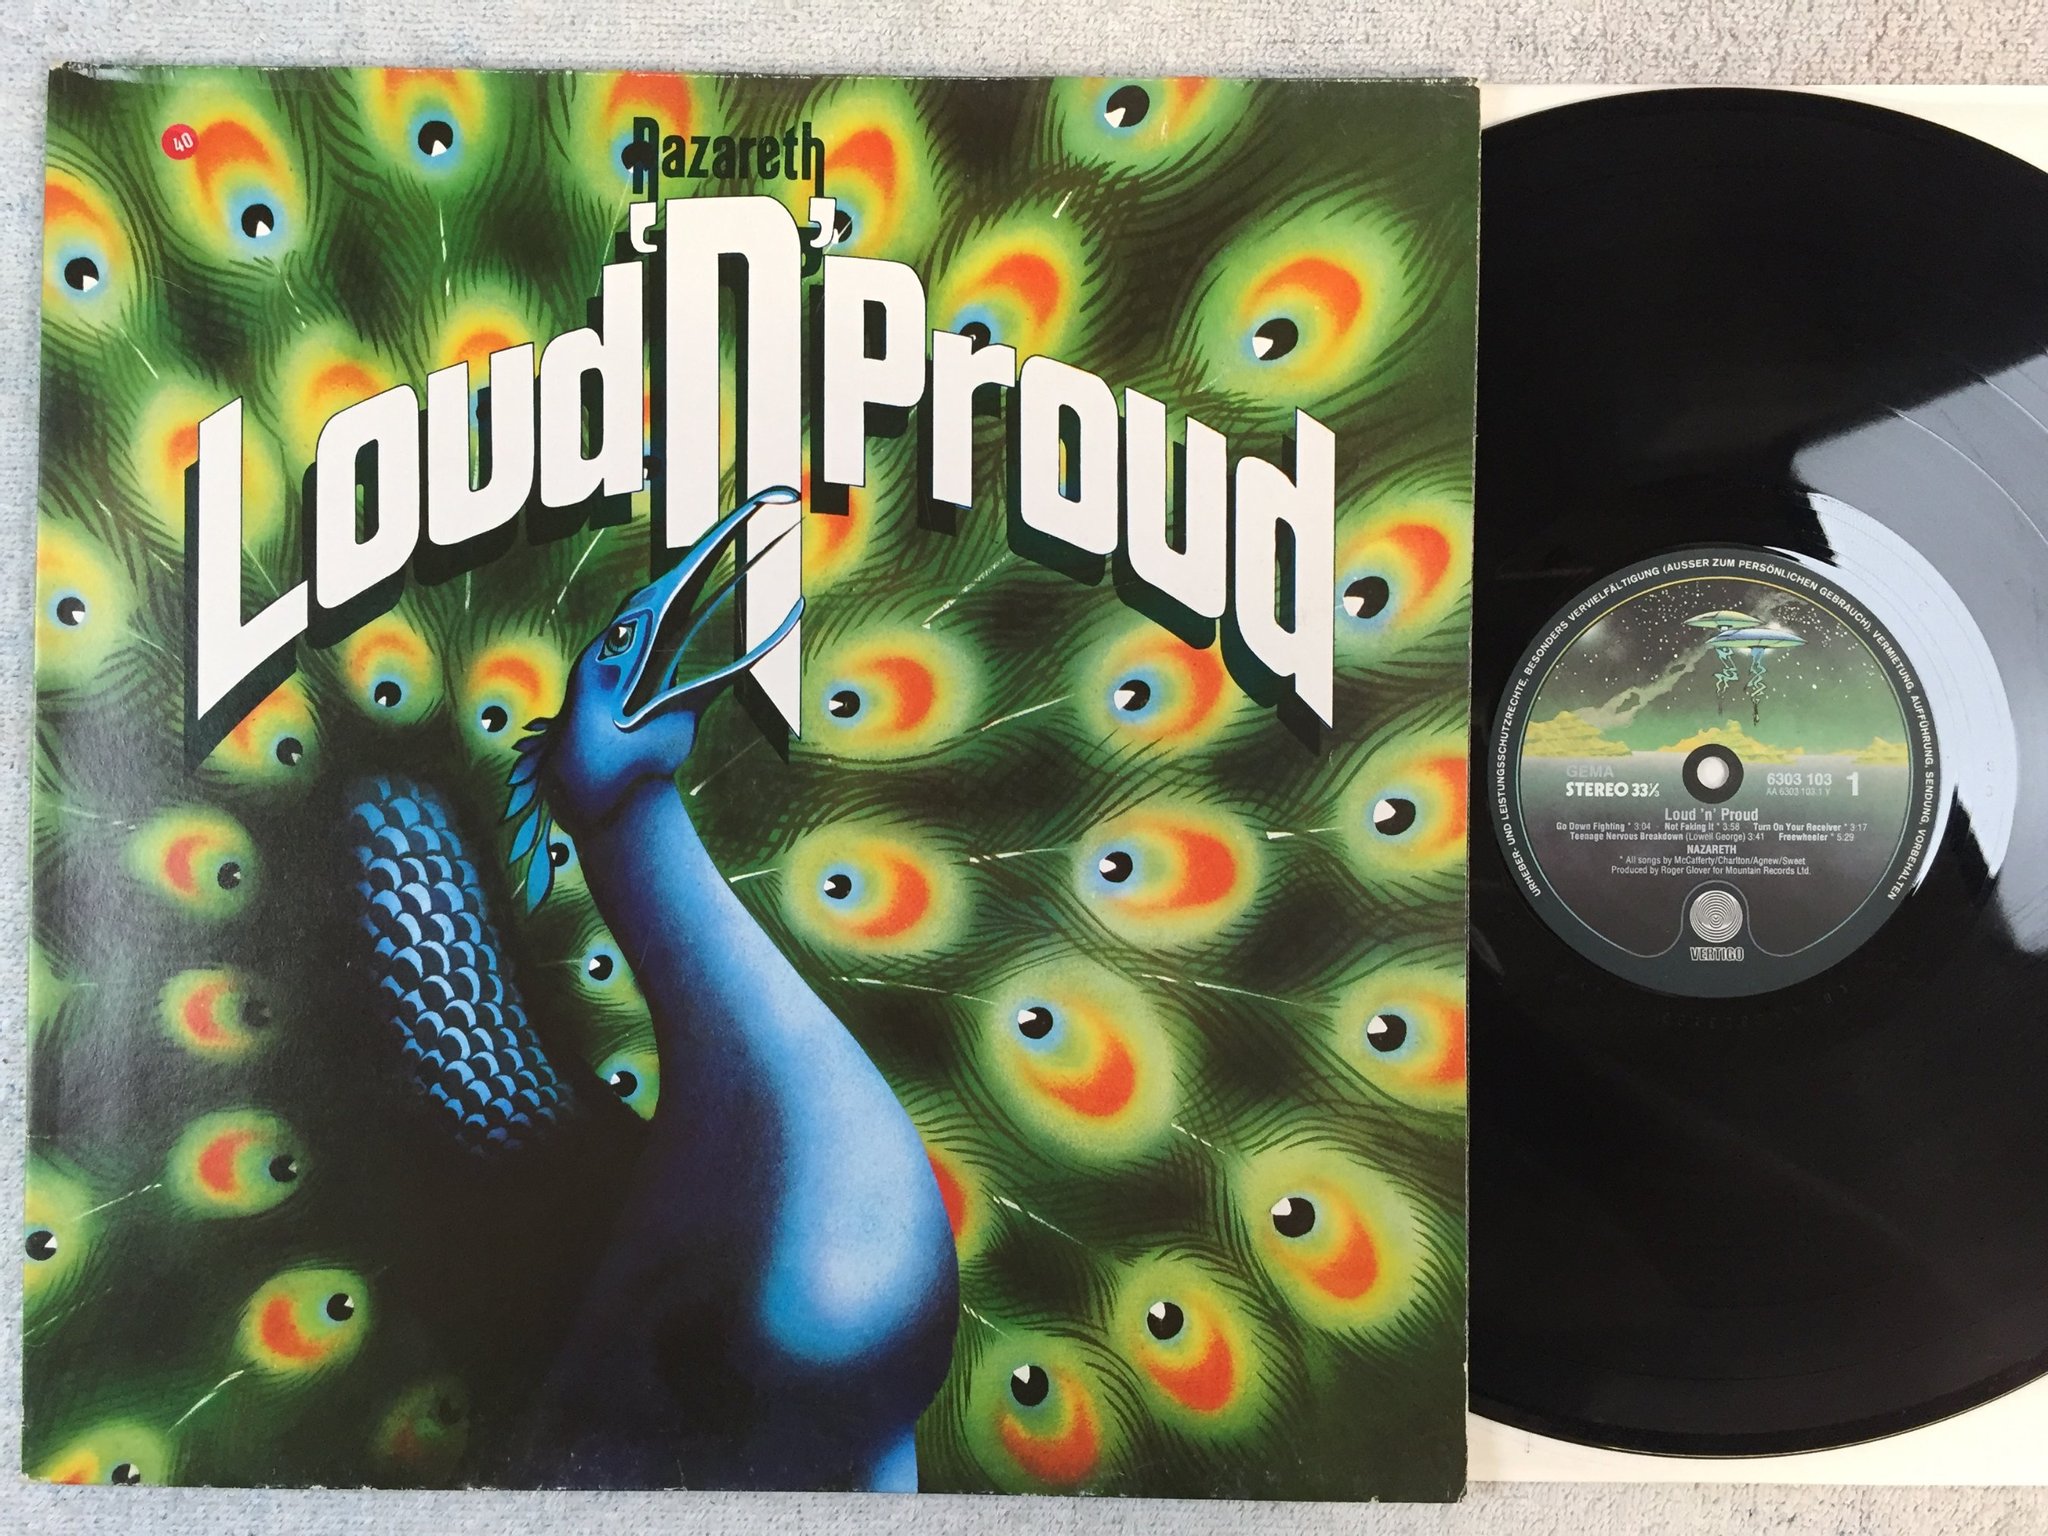 40
Nazareth
Loud 'n' Proud
URHEBER- UND LEISTUNGSSCHUTZRECHTE, BESONDERS VERVIELFÄLTIGUNG (AUSSER ZUM PERSÖNLICHEN GEBRAUCH), VERMIETUNG, AUFFÜHRUNG, SENDUNG, VORBEHALTEN
GEMA
STEREO 33⅓
6303 103
AA 6303 103.1 Y
1
Loud 'n' Proud
Go Down Fighting * 3:04 - Not Faking It * 3:58 - Turn On Your Receiver * 3:17
Teenage Nervous Breakdown (Lowell George) 3:41 - Freewheeler * 5:29
NAZARETH
* All songs by McCafferty/Charlton/Agnew/Sweet
Produced by Roger Glover for Mountain Records Ltd.
VERTIGO